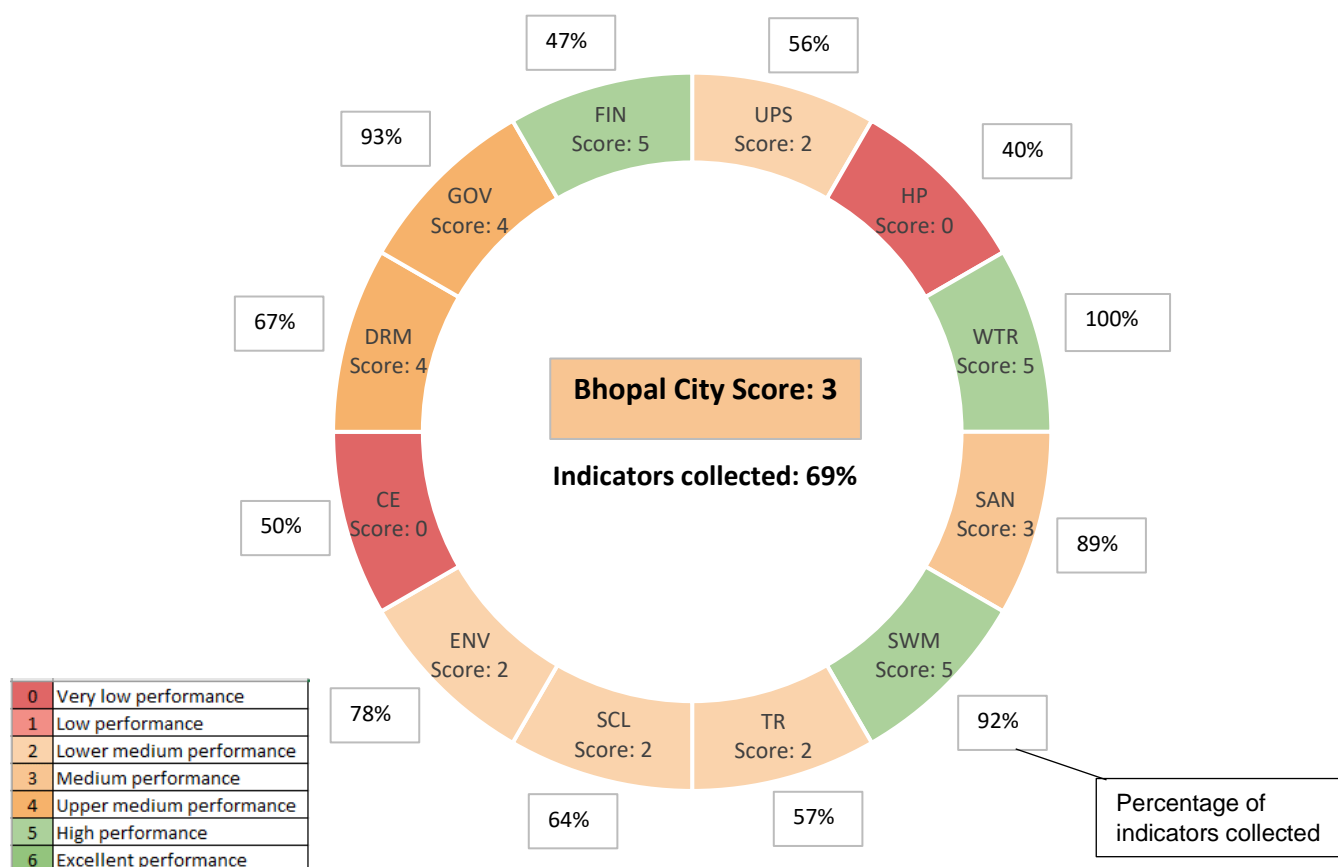 47%
56%
FIN
Score: 5
UPS
Score: 2
93%
40%
GOV
Score: 4
HP
Score: 0
67%
100%
DRM
Score: 4
WTR
Score: 5
Bhopal City Score: 3
Indicators collected: 69%
50%
CE
Score: 0
SAN
Score: 3
89%
ENV
Score: 2
SWM
Score: 5
78%
SCL
Score: 2
TR
Score: 2
92%
64%
57%
Percentage of
indicators collected
0 Very low performance
1 Low performance
2 Lower medium performance
3 Medium performance
4 Upper medium performance
5 High performance
6 Excellent performance